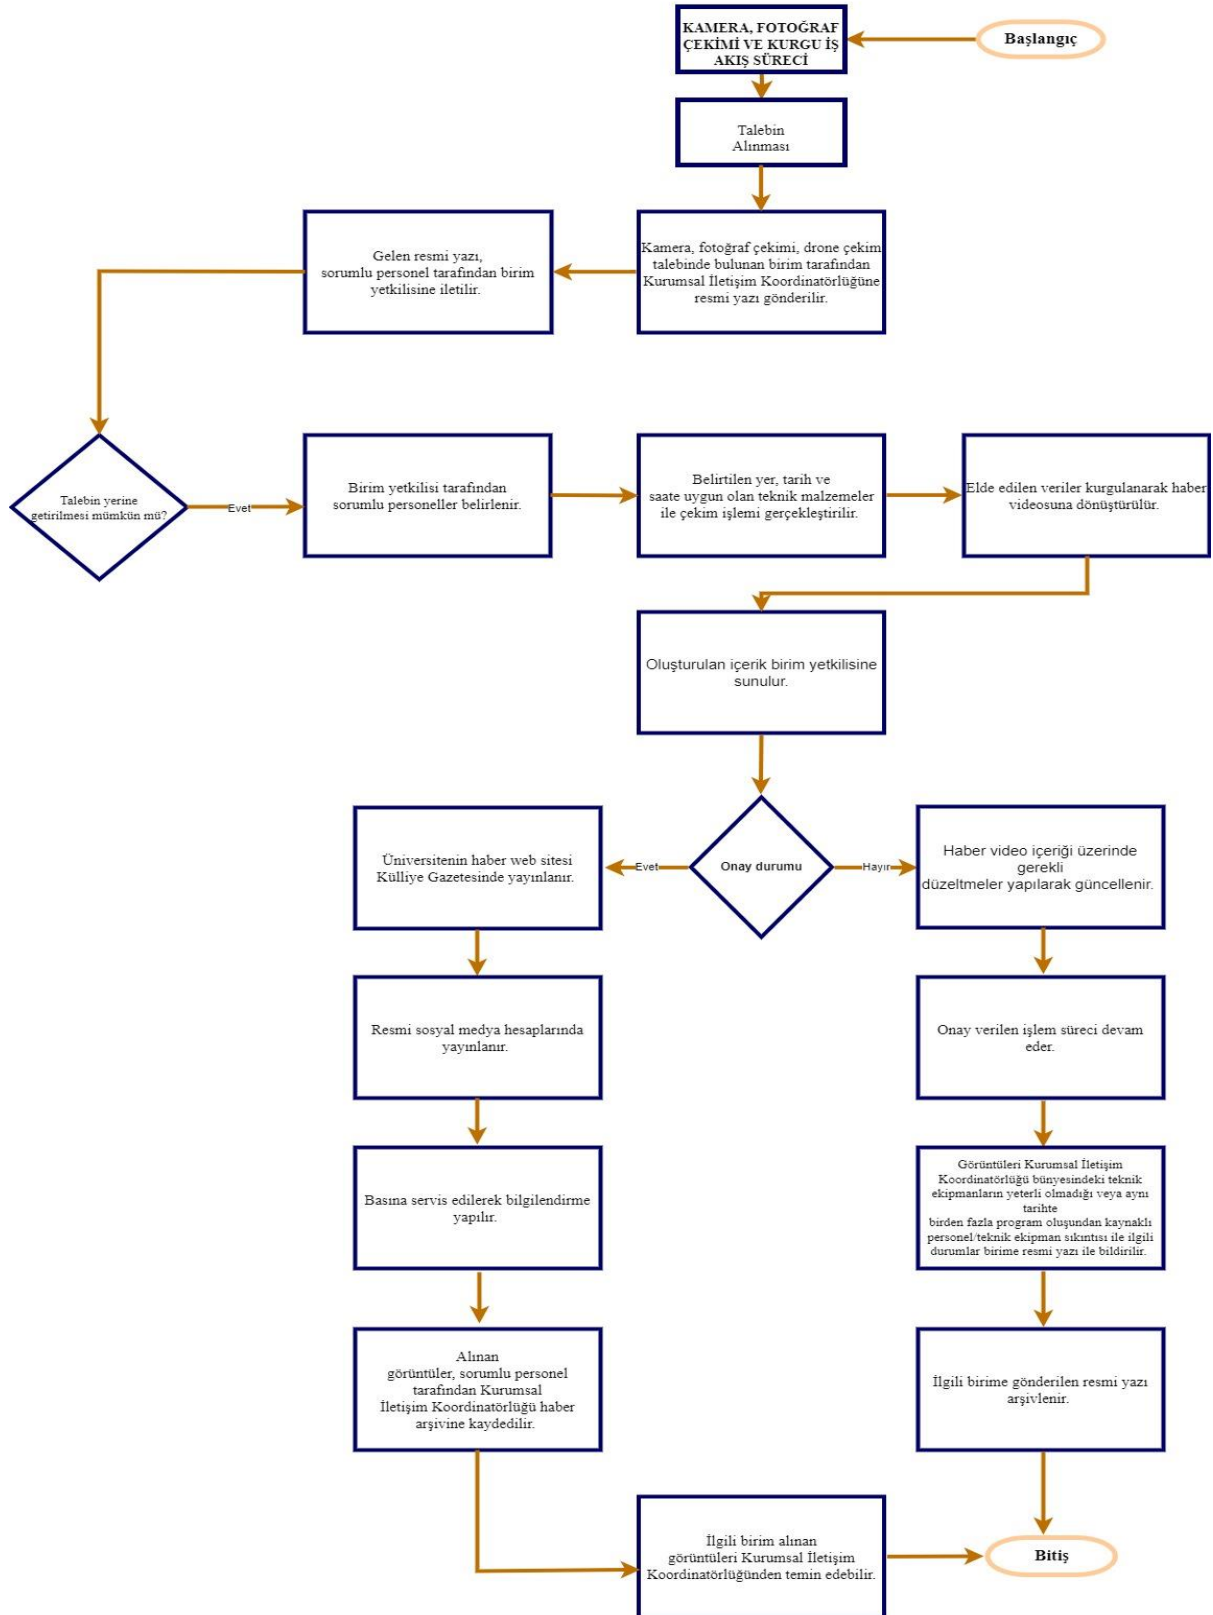 Başlangıç
KAMERA, FOTOĞRAF
ÇEKİMİ VE KURGU İŞ
AKIŞ SÜRECİ
Talebin
Alınması
Kamera, fotoğraf çekimi, drone çekim
talebinde bulunan birim tarafından
Kurumsal İletişim Koordinatörlüğüne
resmi yazı gönderilir.
Gelen resmi yazı,
sorumlu personel tarafından birim
yetkilisine iletilir.
Talebin yerine
getirilmesi mümkün mü?
Evet
Birim yetkilisi tarafından
sorumlu personeller belirlenir.
Belirtilen yer, tarih ve
saate uygun olan teknik malzemeler
ile çekim işlemi gerçekleştirilir.
Elde edilen veriler kurgulanarak haber
videosuna dönüştürülür.
Oluşturulan içerik birim yetkilisine
sunulur.
Onay durumu
Evet
Hayır
Üniversitenin haber web sitesi
Külliye Gazetesinde yayınlanır.
Resmi sosyal medya hesaplarında
yayınlanır.
Basına servis edilerek bilgilendirme
yapılır.
Alınan
görüntüler, sorumlu personel
tarafından Kurumsal
İletişim Koordinatörlüğü haber
arşivine kaydedilir.
İlgili birim alınan
görüntüleri Kurumsal İletişim
Koordinatörlüğünden temin edebilir.
Haber video içeriği üzerinde
gerekli
düzeltmeler yapılarak güncellenir.
Onay verilen işlem süreci devam
eder.
Görüntüleri Kurumsal İletişim
Koordinatörlüğü bünyesindeki teknik
ekipmanların yeterli olmadığı veya aynı
tarihte
birden fazla program oluşundan kaynaklı
personel/teknik ekipman sıkıntısı ile ilgili
durumlar birime resmi yazı ile bildirilir.
İlgili birime gönderilen resmi yazı
arşivlenir.
Bitiş